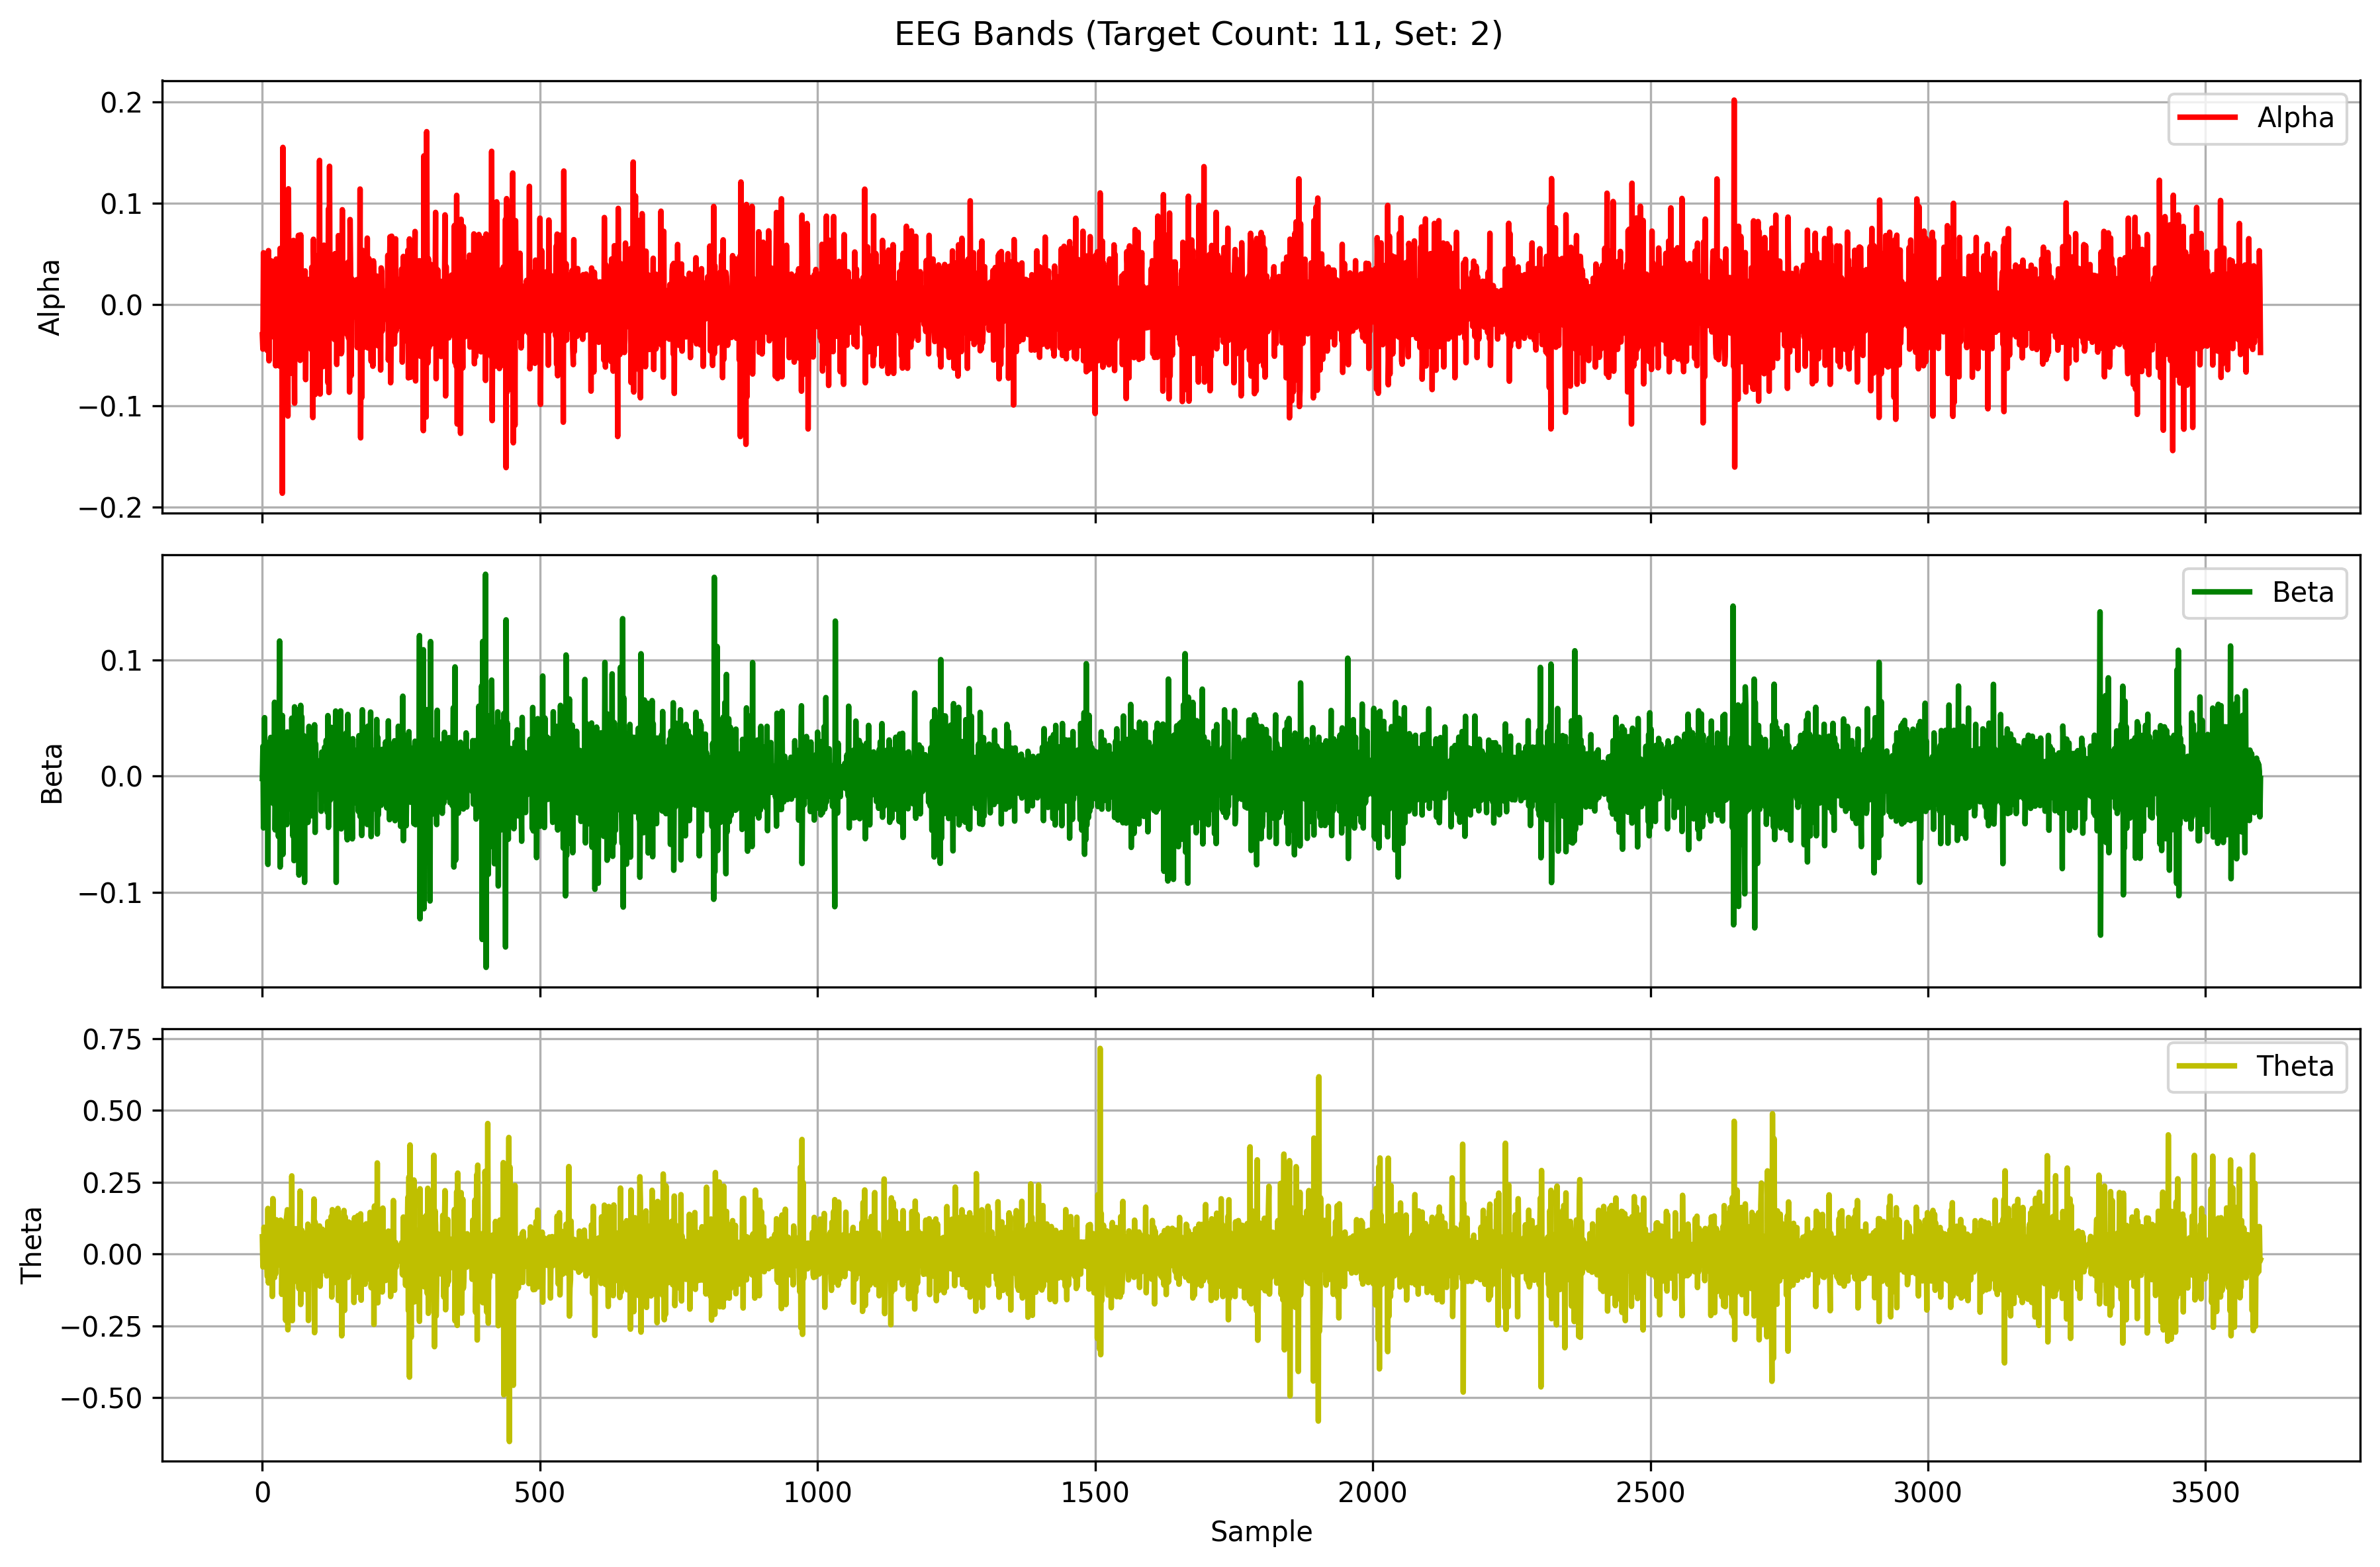 EEG Bands (Target Count: 11, Set: 2)
0.2
0.1
0.0
−0.1
−0.2
Alpha
Alpha
0.1
0.0
−0.1
Beta
Beta
0.75
0.50
0.25
0.00
−0.25
−0.50
Theta
Theta
0 500 1000 1500 2000 2500 3000 3500
Sample